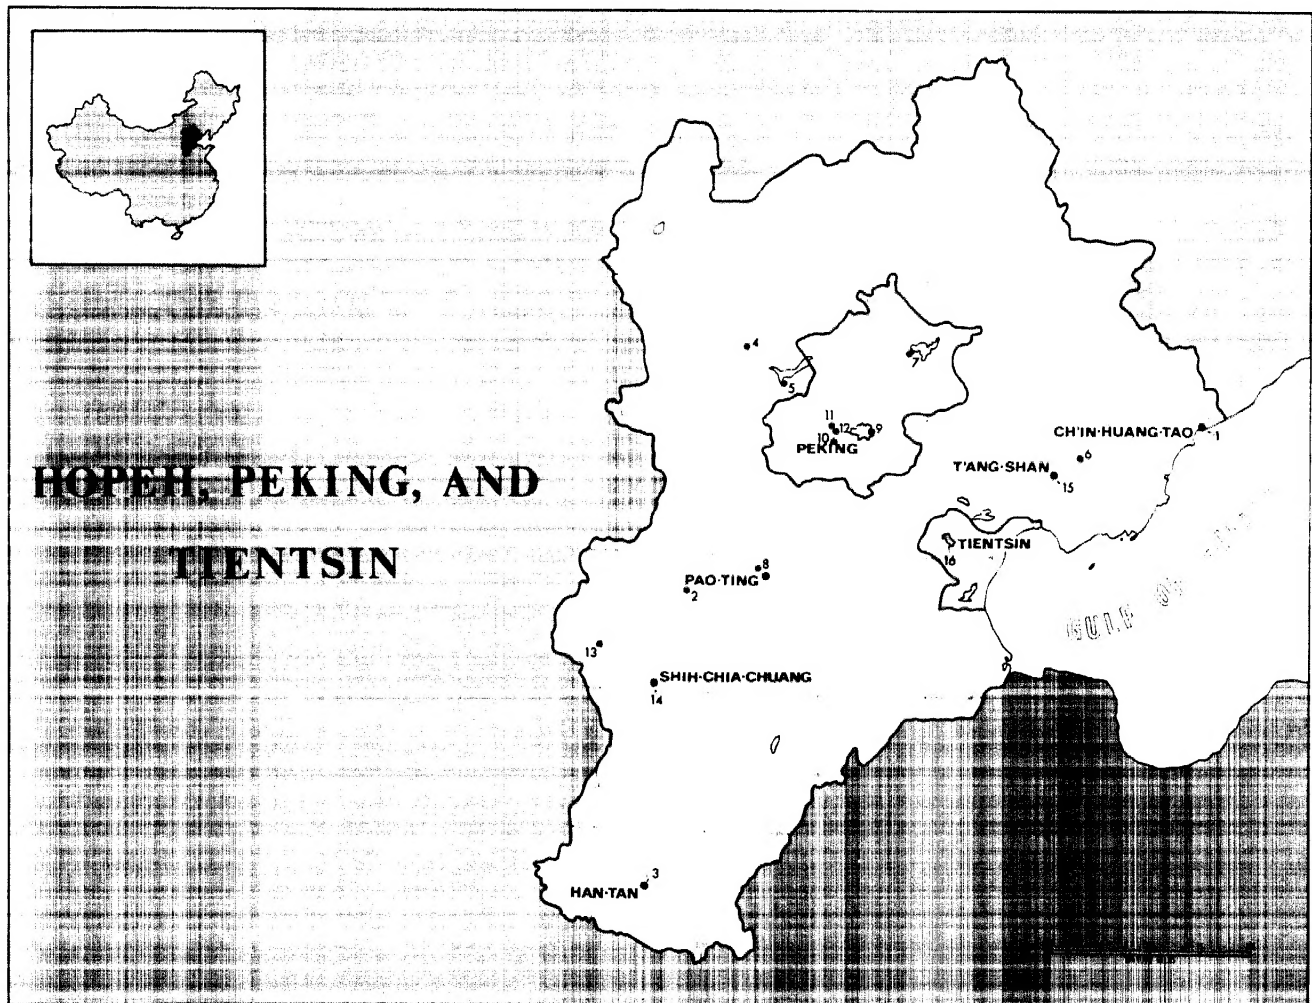 HOPEH, PEKING, AND
TIENTSIN
4
5
7
11
12
9
10
PEKING
CH'IN·HUANG·TAO
1
6
T'ANG·SHAN
15
TIENTSIN
16
8
PAO·TING
2
13
SHIH·CHIA·CHUANG
14
GULF
3
HAN·TAN